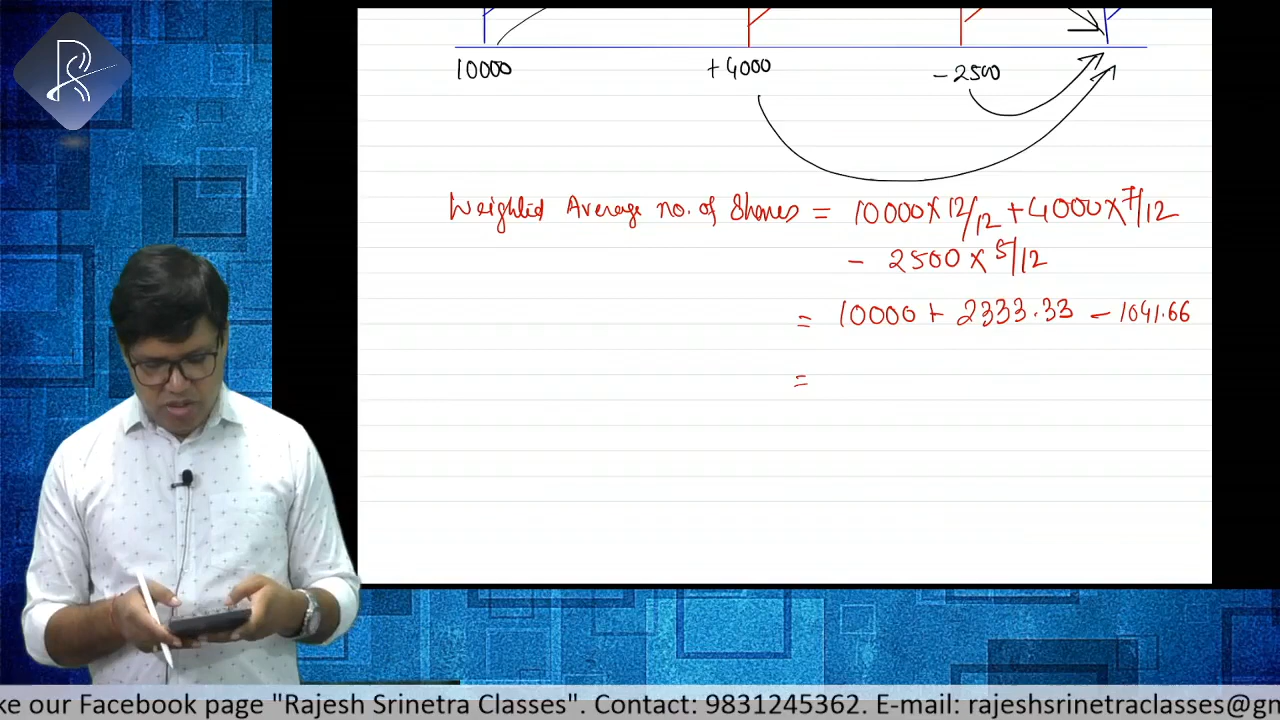 10000 +4000 -2500
Weighted Average no. of Shares = 10000 x 12/12 + 4000 x 7/12
- 2500 x 5/12
= 10000 + 2333.33 - 1041.66
=
ke our Facebook page "Rajesh Srinetra Classes". Contact: 9831245362. E-mail: rajeshsrinetraclasses@gn